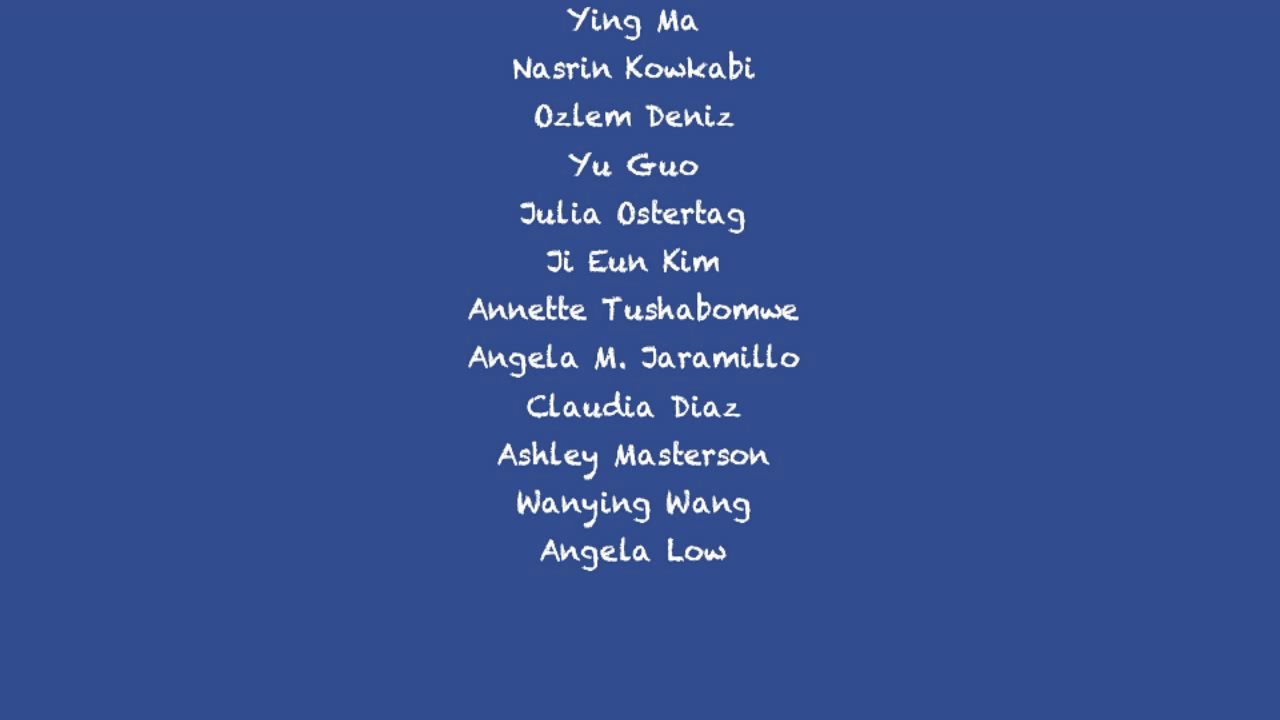 Ying Ma
Nasrin Kowkabi
Ozlem Deniz
Yu Guo
Julia Ostertag
Ji Eun Kim
Annette Tushabomwe
Angela M. Jaramillo
Claudia Diaz
Ashley Masterson
Wanying Wang
Angela Low